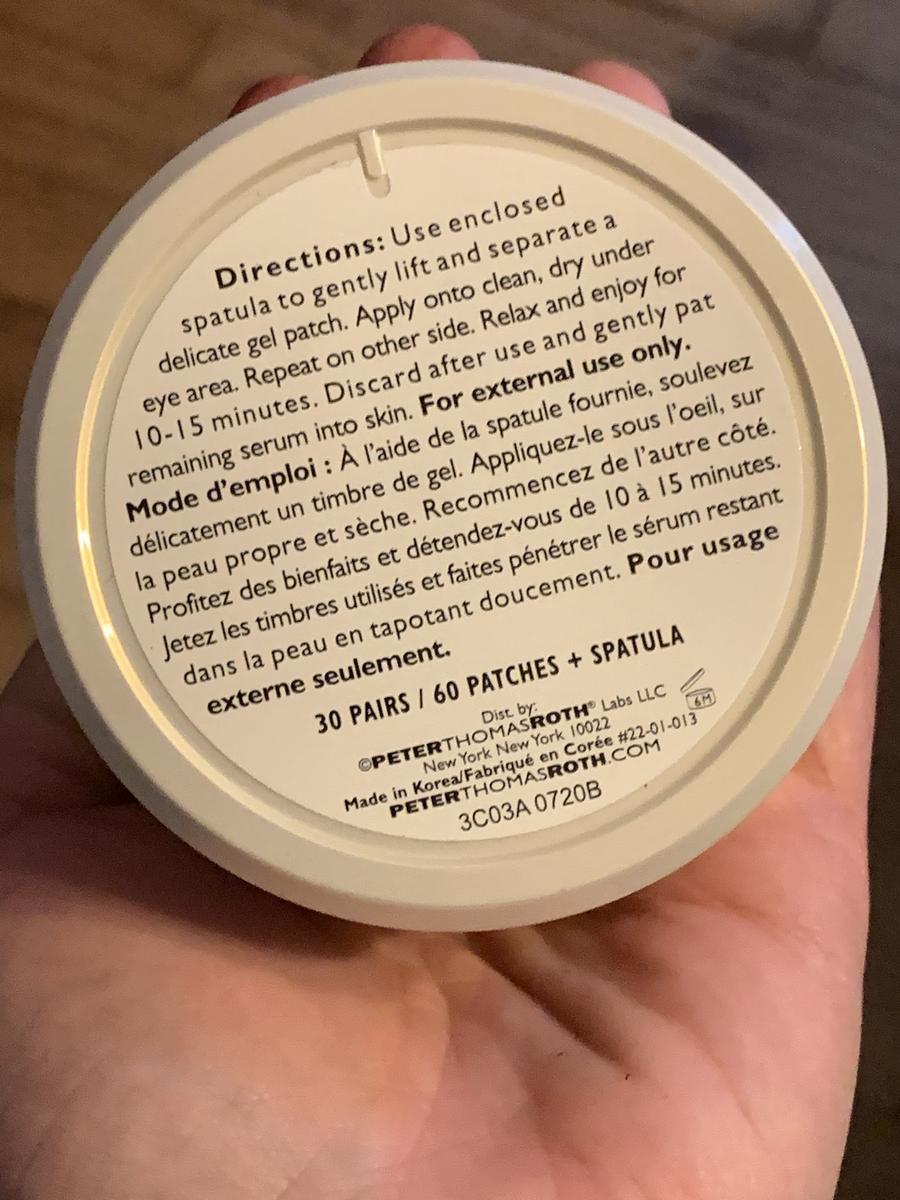 Directions: Use enclosed
spatula to gently lift and separate a
delicate gel patch. Apply onto clean, dry under
eye area. Repeat on other side. Relax and enjoy for
10-15 minutes. Discard after use and gently pat
remaining serum into skin. For external use only.
Mode d'emploi : À l'aide de la spatule fournie, soulevez
délicatement un timbre de gel. Appliquez-le sous l'oeil, sur
la peau propre et sèche. Recommencez de l'autre côté.
Profitez des bienfaits et détendez-vous de 10 à 15 minutes.
Jetez les timbres utilisés et faites pénétrer le sérum restant
dans la peau en tapotant doucement. Pour usage
externe seulement.
30 PAIRS / 60 PATCHES + SPATULA
Dist. by:
©PETERTHOMASROTH® Labs LLC
New York New York 10022
6M
Made in Korea/Fabriqué en Corée #22-01-013
PETERTHOMASROTH.COM
3C03A 0720B